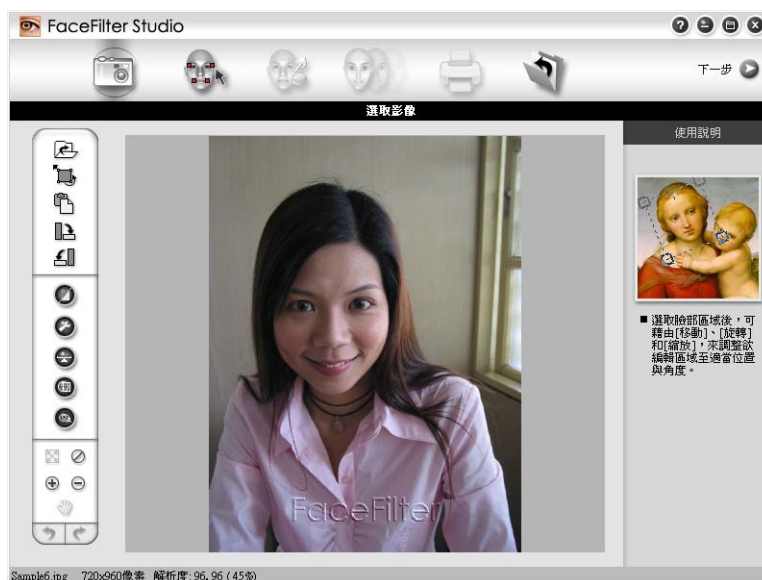 FaceFilter Studio
下一步
選取影像
使用說明
■ 選取臉部區域後，可
藉由[移動]、[旋轉]
和[縮放]，來調整欲
編輯區域至適當位置
與角度。
FaceFilter
Sample6.jpg 720x960像素 解析度: 96, 96 (45%)